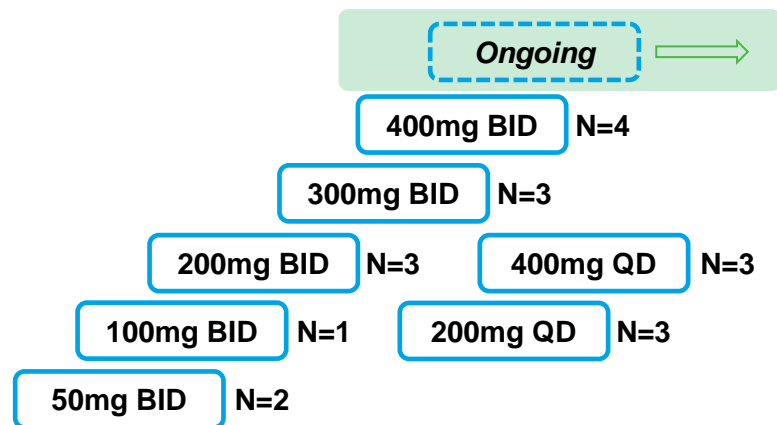 Ongoing
400mg BID N=4
300mg BID N=3
200mg BID N=3 400mg QD N=3
100mg BID N=1 200mg QD N=3
50mg BID N=2